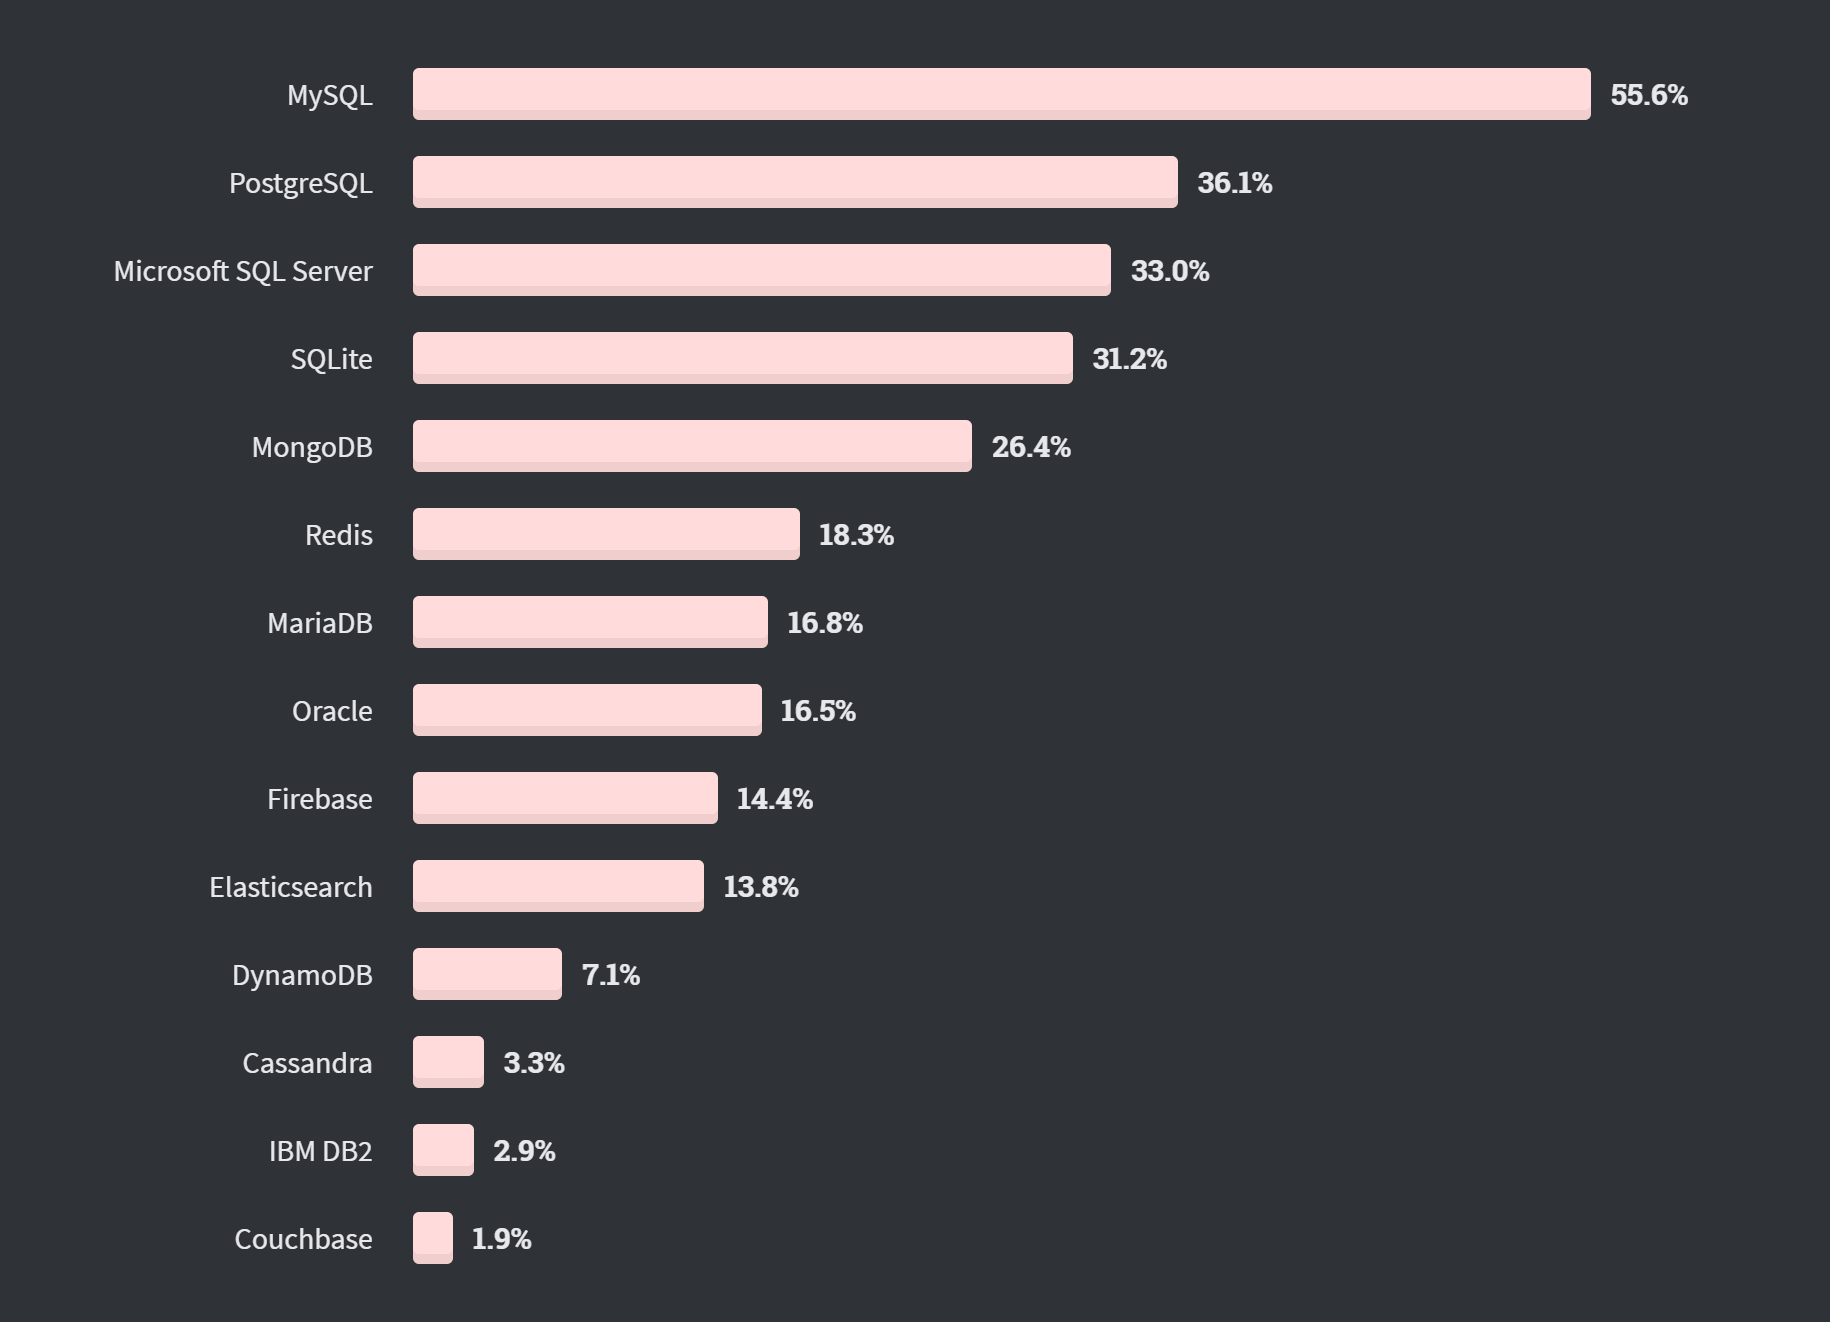 MySQL 55.6%
PostgreSQL 36.1%
Microsoft SQL Server 33.0%
SQLite 31.2%
MongoDB 26.4%
Redis 18.3%
MariaDB 16.8%
Oracle 16.5%
Firebase 14.4%
Elasticsearch 13.8%
DynamoDB 7.1%
Cassandra 3.3%
IBM DB2 2.9%
Couchbase 1.9%